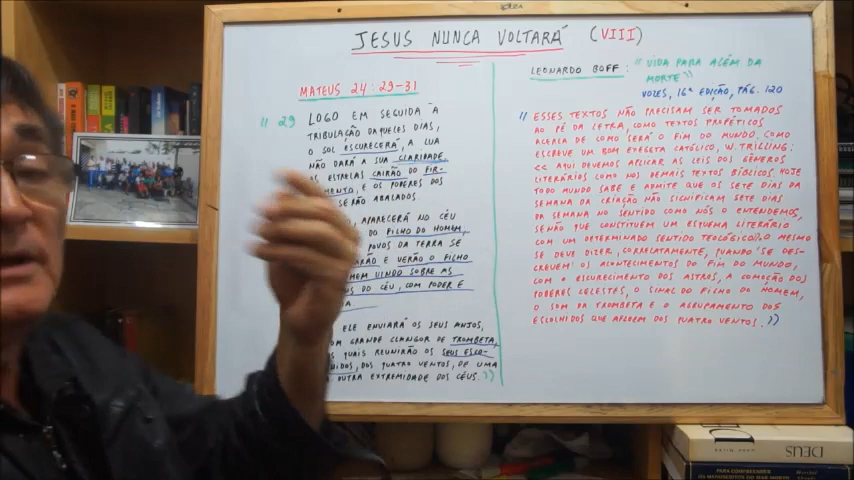 JESUS NUNCA VOLTARÁ (VIII)
MATEUS 24:29-31
" 29 LOGO EM SEGUIDA À
TRIBULAÇÃO DAQUELES DIAS,
O SOL ESCURECERÁ, A LUA
NÃO DARÁ A SUA CLARIDADE,
AS ESTRELAS CAIRÃO DO FIR-
MENTO, E OS PODERES DOS
SERÃO ABALADOS.
APARECERÁ NO CÉU
DO FILHO DO HOMEM,
POVOS DA TERRA SE
E VERÃO O FILHO
VINDO SOBRE AS
DO CÉU, COM PODER E
ELE ENVIARÁ OS SEUS ANJOS,
GRANDE CLANGOR DE TROMBETA,
QUAIS REUNIRÃO OS SEUS ESCO-
DOS QUATRO VENTOS, DE UMA
OUTRA EXTREMIDADE DOS CÉUS. "
LEONARDO BOFF: "VIDA PARA ALÉM DA
MORTE"
VOZES, 16ª EDIÇÃO, PÁG. 120
" ESSES TEXTOS NÃO PRECISAM SER TOMADOS
AO PÉ DA LETRA, COMO TEXTOS PROFÉTICOS
ACERCA DE COMO SERÁ O FIM DO MUNDO. COMO
ESCREVE UM BOM EXEGETA CATÓLICO, W. TRILLING:
<< AQUI DEVEMOS APLICAR AS LEIS DOS GÊNEROS
LITERÁRIOS COMO NOS DEMAIS TEXTOS BÍBLICOS. HOJE
TODO MUNDO SABE E ADMITE QUE OS SETE DIAS DA
SEMANA DA CRIAÇÃO NÃO SIGNIFICAM SETE DIAS
DA SEMANA NO SENTIDO COMO NÓS O ENTENDEMOS,
SENÃO QUE CONSTITUEM UM ESQUEMA LITERÁRIO
COM UM DETERMINADO SENTIDO TEOLÓGICO. O MESMO
SE DEVE DIZER, CORRELATAMENTE, QUANDO SE DES-
CREVEM OS ACONTECIMENTOS DO FIM DO MUNDO,
COM O ESCURECIMENTO DOS ASTROS, A COMOÇÃO DOS
PODERES CELESTES, O SINAL DO FILHO DO HOMEM,
O SOM DA TROMBETA E O AGRUPAMENTO DOS
ESCOLHIDOS QUE AFLUEM DOS QUATRO VENTOS. "
DEUS